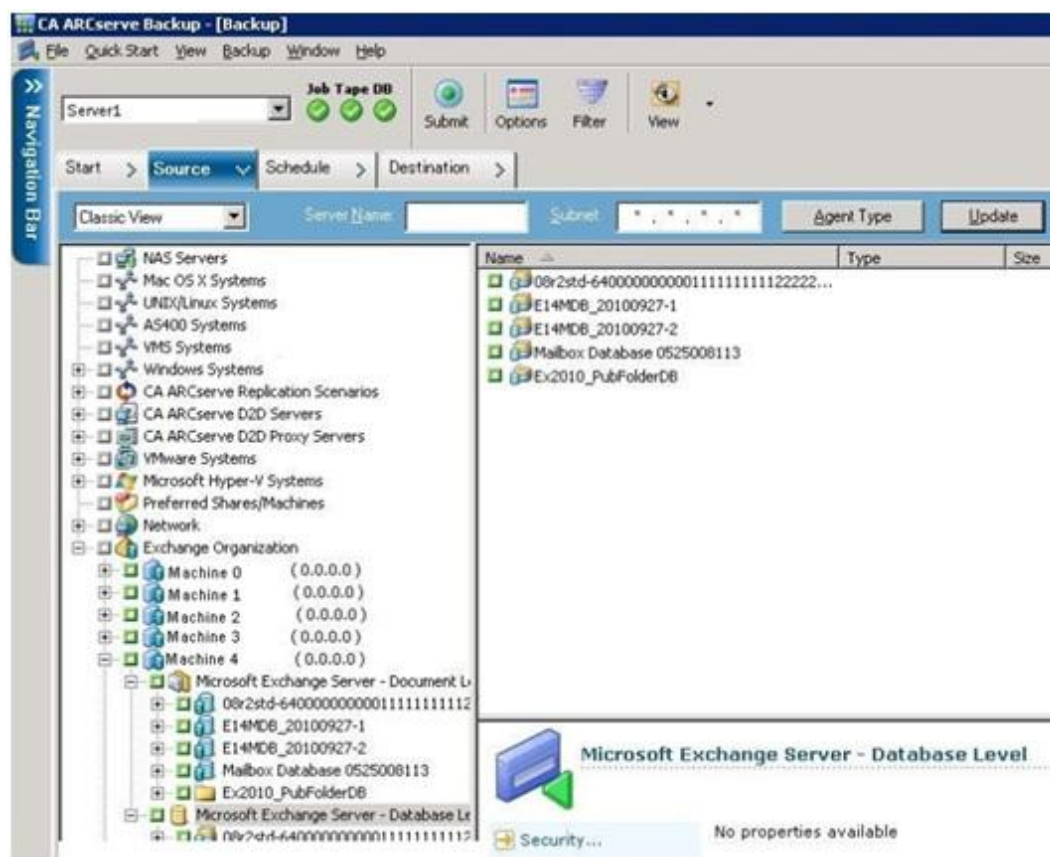 CA ARCserve Backup - [Backup]
File Quick Start View Backup Window Help
Navigation Bar
Server1
Job Tape DB
Submit Options Filter View
Start Source Schedule Destination
Classic View Server Name: Subnet: * . * . * . * Agent Type Update
NAS Servers
Mac OS X Systems
UNIX/Linux Systems
AS400 Systems
VMS Systems
Windows Systems
CA ARCserve Replication Scenarios
CA ARCserve D2D Servers
CA ARCserve D2D Proxy Servers
VMware Systems
Microsoft Hyper-V Systems
Preferred Shares/Machines
Network
Exchange Organization
Machine 0 (0.0.0.0)
Machine 1 (0.0.0.0)
Machine 2 (0.0.0.0)
Machine 3 (0.0.0.0)
Machine 4 (0.0.0.0)
Microsoft Exchange Server - Document
E14MDB_20100927-1
E14MDB_20100927-2
Mailbox Database 0525008113
Ex2010_PubFolderDB
Microsoft Exchange Server - Database
Name Type Size
E14MDB_20100927-1
E14MDB_20100927-2
Mailbox Database 0525008113
Ex2010_PubFolderDB
Microsoft Exchange Server - Database Level
Security...
No properties available